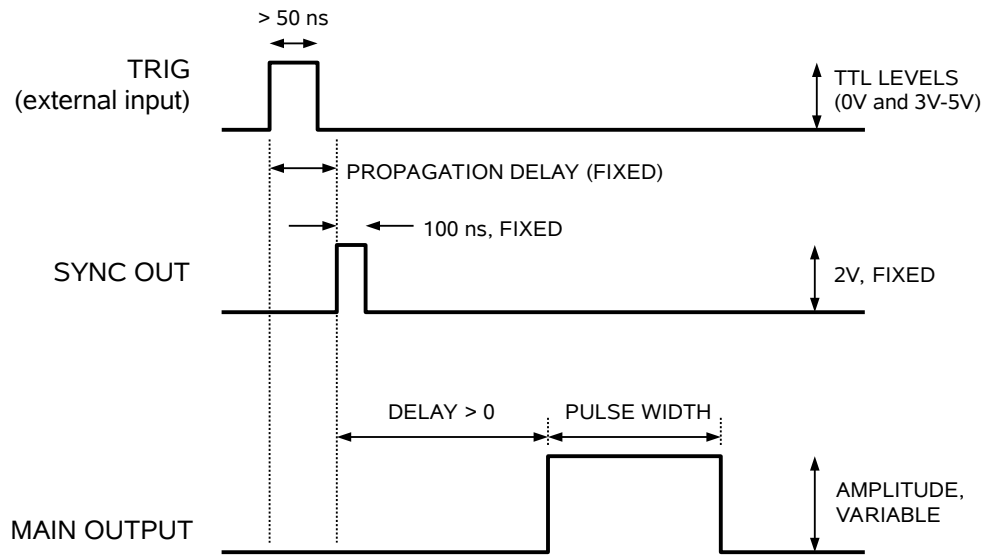 > 50 ns
TRIG
(external input)
TTL LEVELS
(0V and 3V-5V)
PROPAGATION DELAY (FIXED)
100 ns, FIXED
SYNC OUT
2V, FIXED
DELAY > 0
PULSE WIDTH
AMPLITUDE,
VARIABLE
MAIN OUTPUT